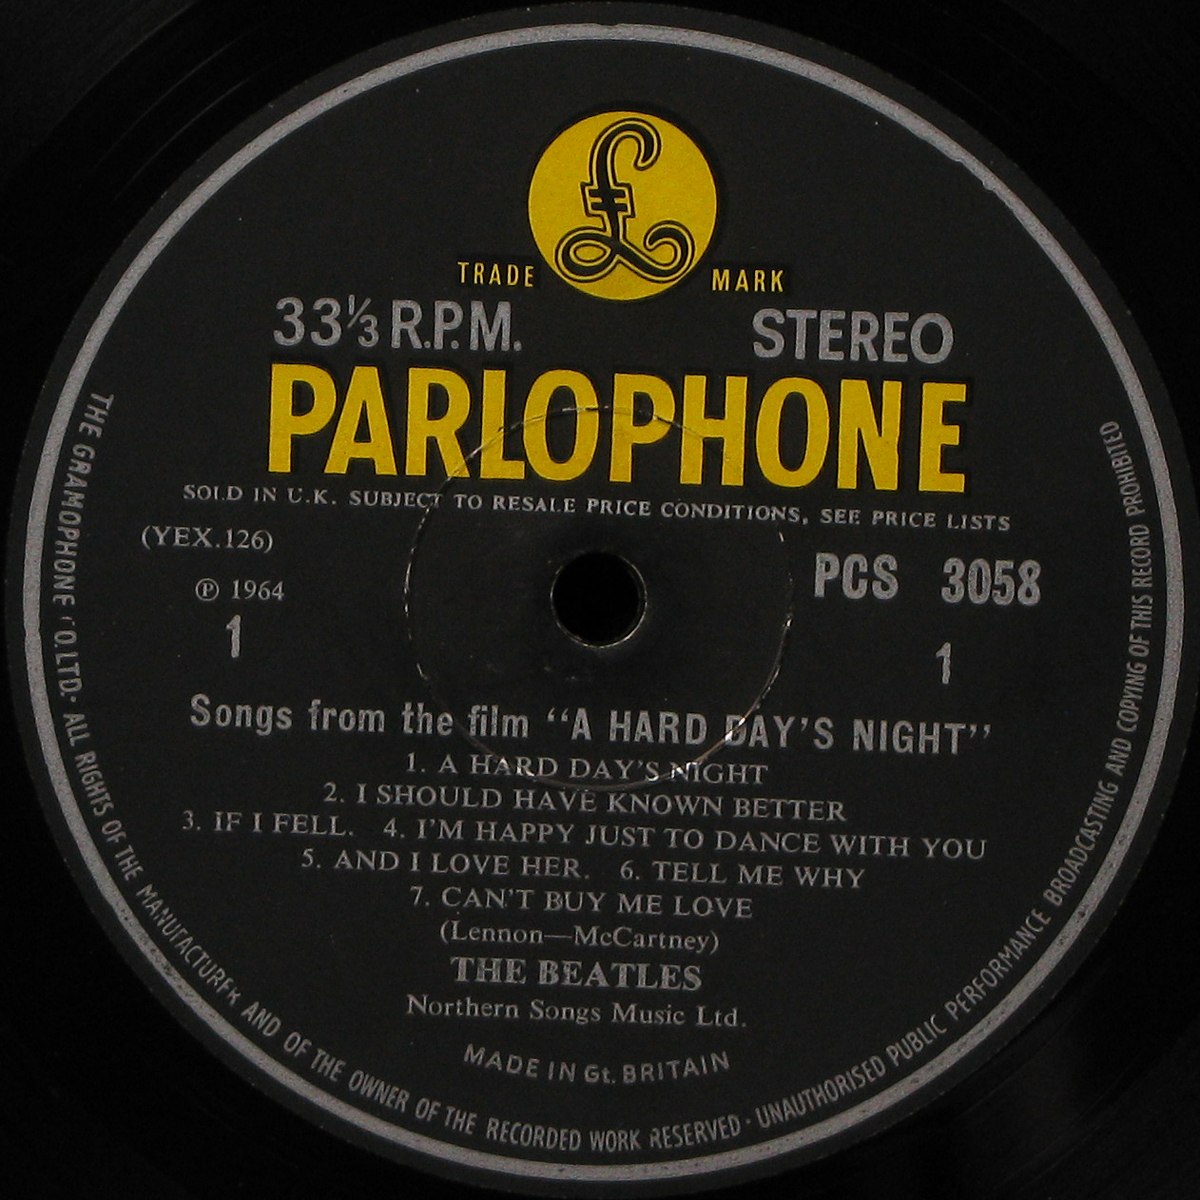 £
TRADE MARK
33⅓ R.P.M. STEREO
PARLOPHONE
SOLD IN U.K. SUBJECT TO RESALE PRICE CONDITIONS, SEE PRICE LISTS
(YEX.126)
PCS 3058
℗ 1964
1 1
Songs from the film "A HARD DAY'S NIGHT"
1. A HARD DAY'S NIGHT
2. I SHOULD HAVE KNOWN BETTER
3. IF I FELL. 4. I'M HAPPY JUST TO DANCE WITH YOU
5. AND I LOVE HER. 6. TELL ME WHY
7. CAN'T BUY ME LOVE
(Lennon—McCartney)
THE BEATLES
Northern Songs Music Ltd.
MADE IN Gt. BRITAIN
THE GRAMOPHONE CO. LTD. · ALL RIGHTS OF THE MANUFACTURER AND OF THE OWNER OF THE RECORDED WORK RESERVED · UNAUTHORISED PUBLIC PERFORMANCE BROADCASTING AND COPYING OF THIS RECORD PROHIBITED